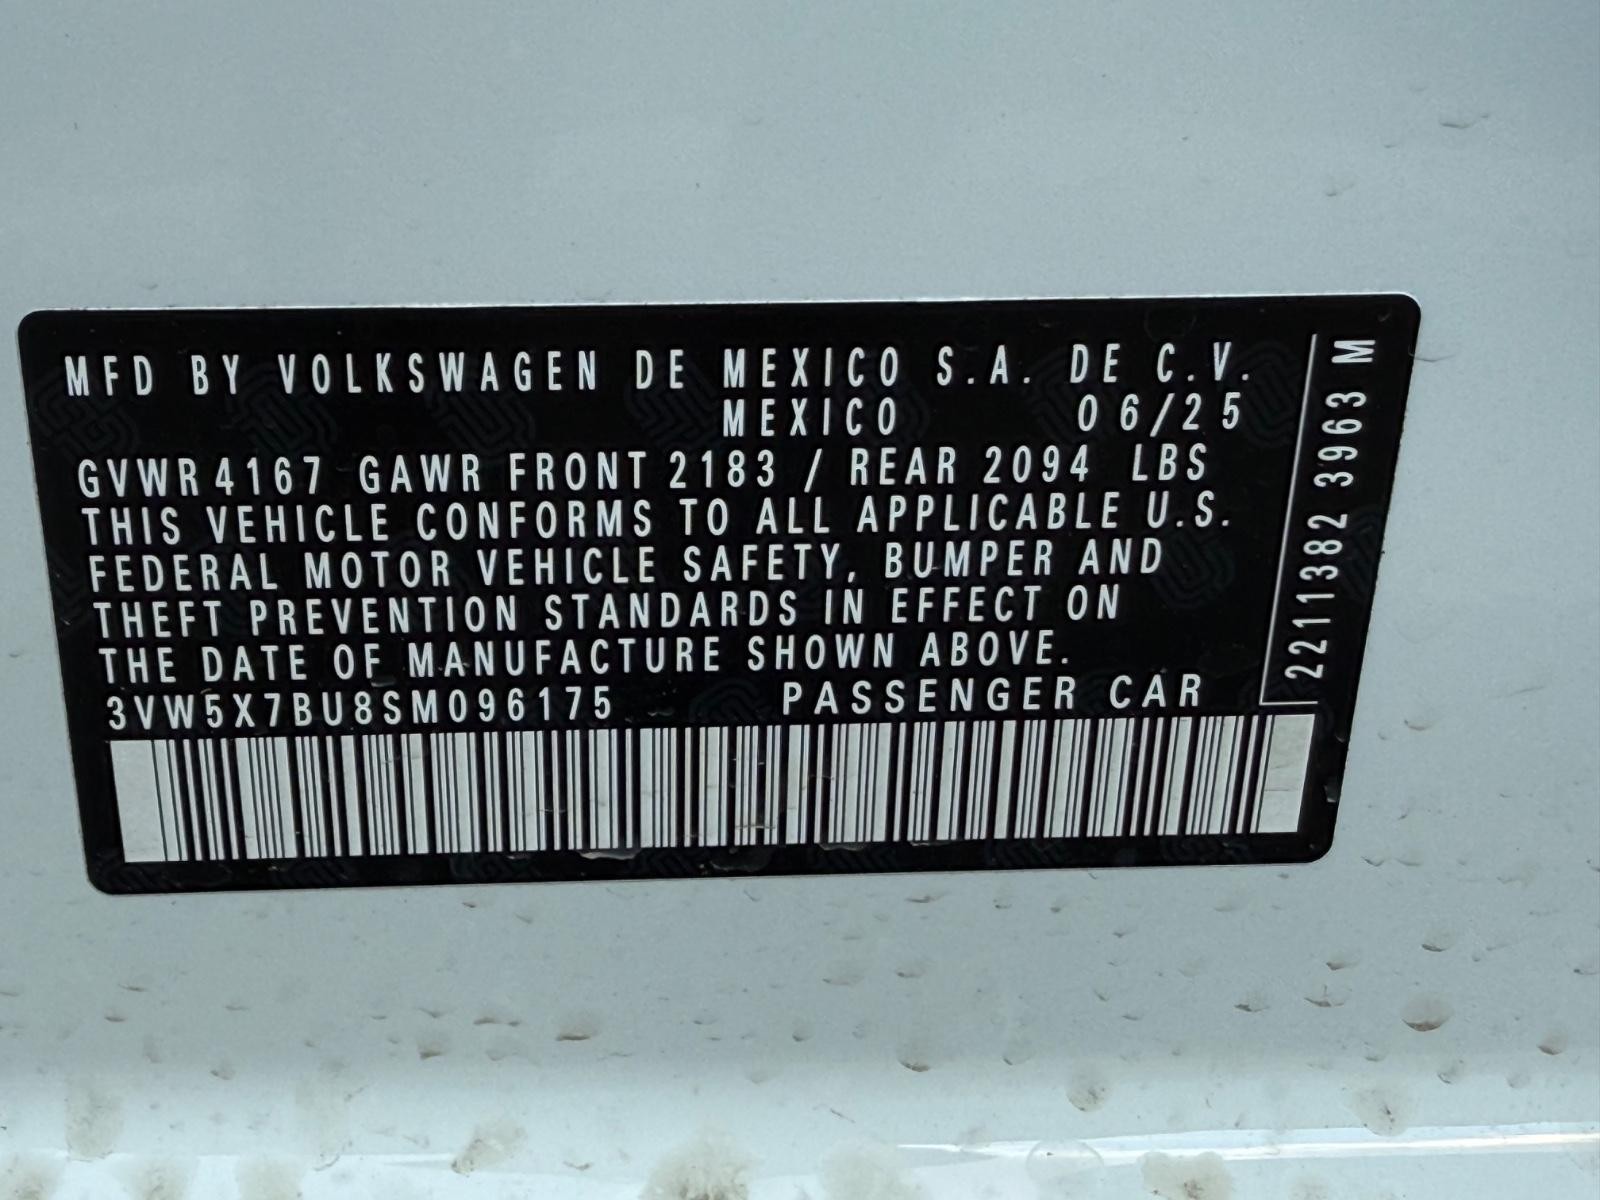 MFD BY VOLKSWAGEN DE MEXICO S.A. DE C.V.
MEXICO 06/25
GVWR 4167 GAWR FRONT 2183 / REAR 2094 LBS
THIS VEHICLE CONFORMS TO ALL APPLICABLE U.S.
FEDERAL MOTOR VEHICLE SAFETY, BUMPER AND
THEFT PREVENTION STANDARDS IN EFFECT ON
THE DATE OF MANUFACTURE SHOWN ABOVE.
3VW5X7BU8SM096175 PASSENGER CAR
2211382 3963 M